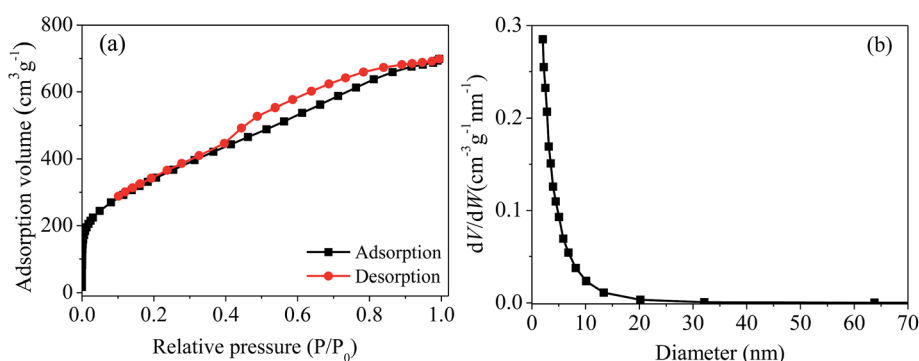 (a)
Adsorption volume (cm³g⁻¹)
800
600
400
200
0
Adsorption
Desorption
0.0 0.2 0.4 0.6 0.8 1.0
Relative pressure (P/P₀)
(b)
dV/dW(cm⁻³g⁻¹nm⁻¹)
0.3
0.2
0.1
0.0
0 10 20 30 40 50 60 70
Diameter (nm)